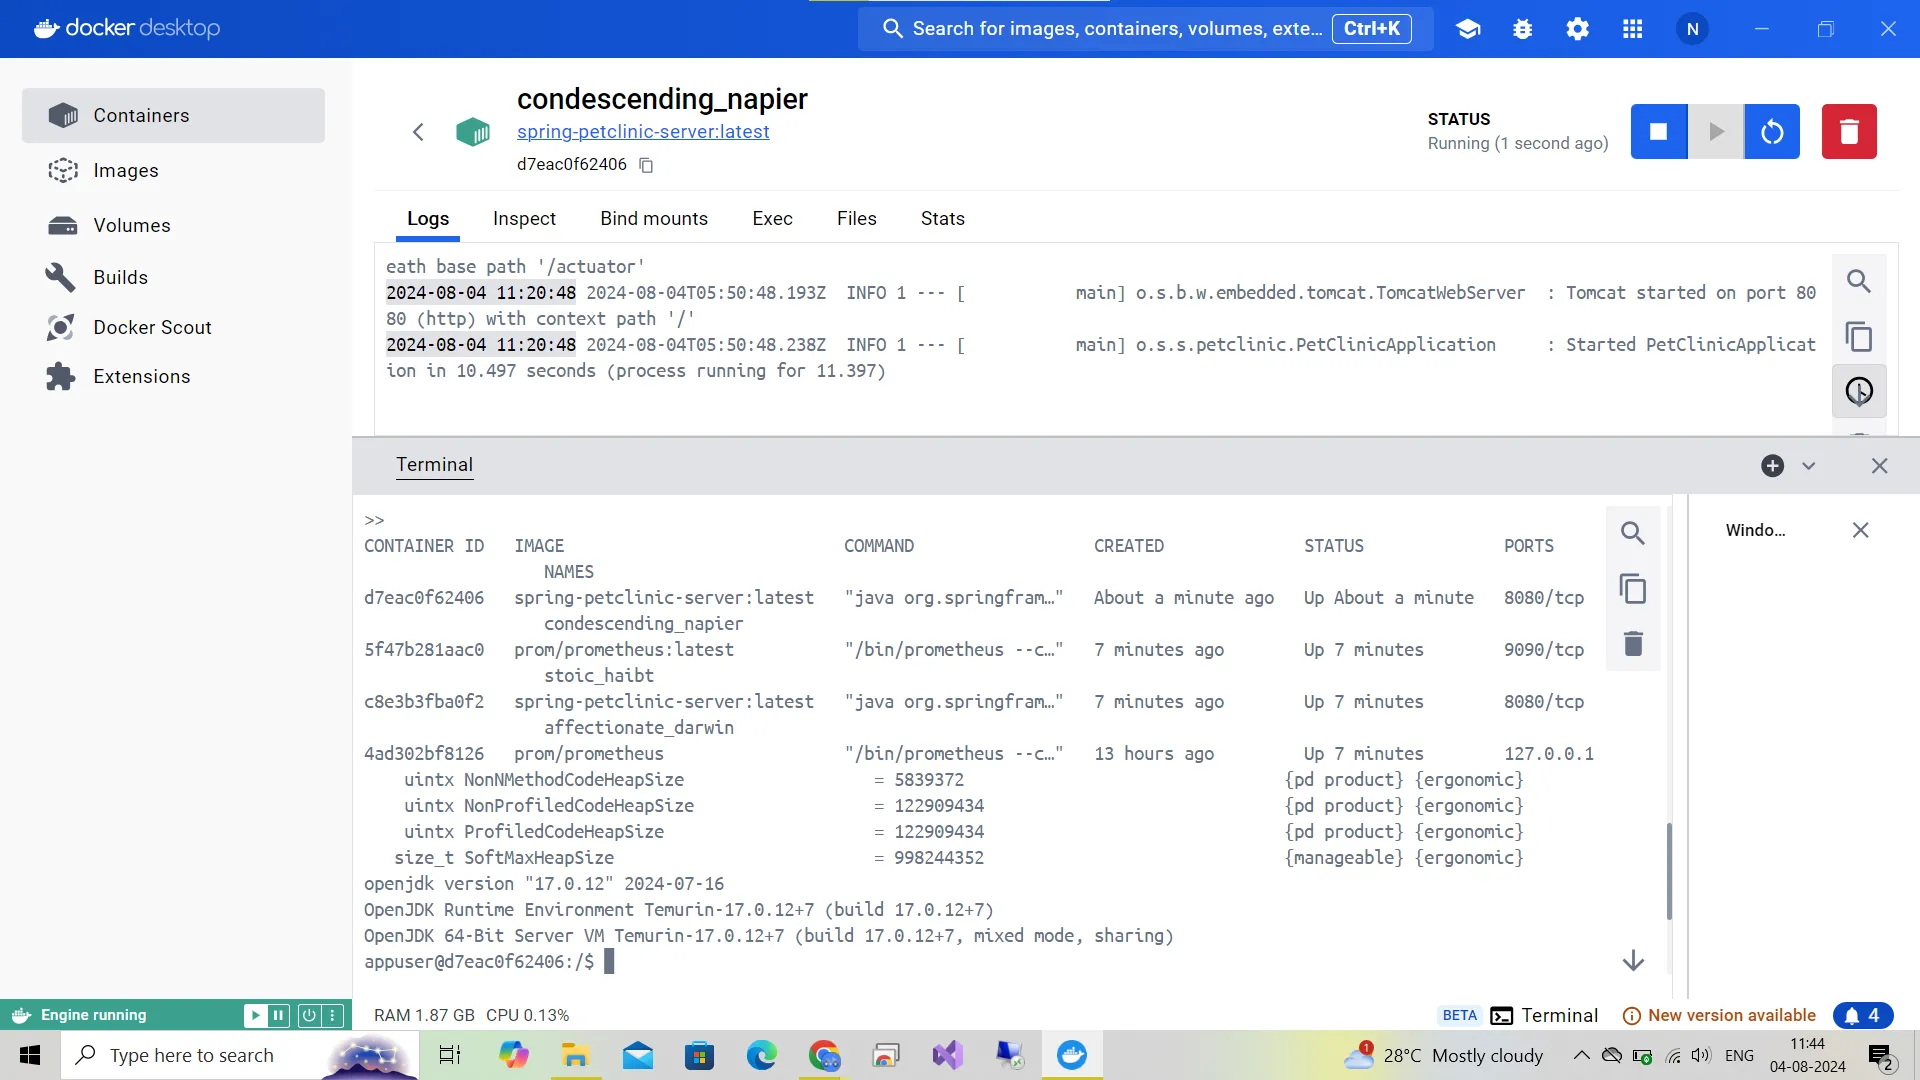 docker desktop
Search for images, containers, volumes, exte... Ctrl+K
N
Containers
Images
Volumes
Builds
Docker Scout
Extensions
condescending_napier
spring-petclinic-server:latest
d7eac0f62406
STATUS
Running (1 second ago)
Logs Inspect Bind mounts Exec Files Stats
eath base path '/actuator'
2024-08-04 11:20:48 2024-08-04T05:50:48.193Z  INFO 1 --- [           main] o.s.b.w.embedded.tomcat.TomcatWebServer  : Tomcat started on port 80
80 (http) with context path '/'
2024-08-04 11:20:48 2024-08-04T05:50:48.238Z  INFO 1 --- [           main] o.s.s.petclinic.PetClinicApplication     : Started PetClinicApplicat
ion in 10.497 seconds (process running for 11.397)
Terminal
Windo...
>>
CONTAINER ID   IMAGE                            COMMAND                  CREATED              STATUS              PORTS
NAMES
d7eac0f62406   spring-petclinic-server:latest   "java org.springfram…"   About a minute ago   Up About a minute   8080/tcp
condescending_napier
5f47b281aac0   prom/prometheus:latest           "/bin/prometheus --c…"   7 minutes ago        Up 7 minutes        9090/tcp
stoic_haibt
c8e3b3fba0f2   spring-petclinic-server:latest   "java org.springfram…"   7 minutes ago        Up 7 minutes        8080/tcp
affectionate_darwin
4ad302bf8126   prom/prometheus                  "/bin/prometheus --c…"   13 hours ago         Up 7 minutes        127.0.0.1
uintx NonNMethodCodeHeapSize                   = 5839372                                {pd product} {ergonomic}
uintx NonProfiledCodeHeapSize                  = 122909434                              {pd product} {ergonomic}
uintx ProfiledCodeHeapSize                     = 122909434                              {pd product} {ergonomic}
size_t SoftMaxHeapSize                          = 998244352                              {manageable} {ergonomic}
openjdk version "17.0.12" 2024-07-16
OpenJDK Runtime Environment Temurin-17.0.12+7 (build 17.0.12+7)
OpenJDK 64-Bit Server VM Temurin-17.0.12+7 (build 17.0.12+7, mixed mode, sharing)
appuser@d7eac0f62406:/$
Engine running
RAM 1.87 GB CPU 0.13%
BETA Terminal
New version available
4
Type here to search
1
28°C Mostly cloudy
ENG
11:44
04-08-2024
2